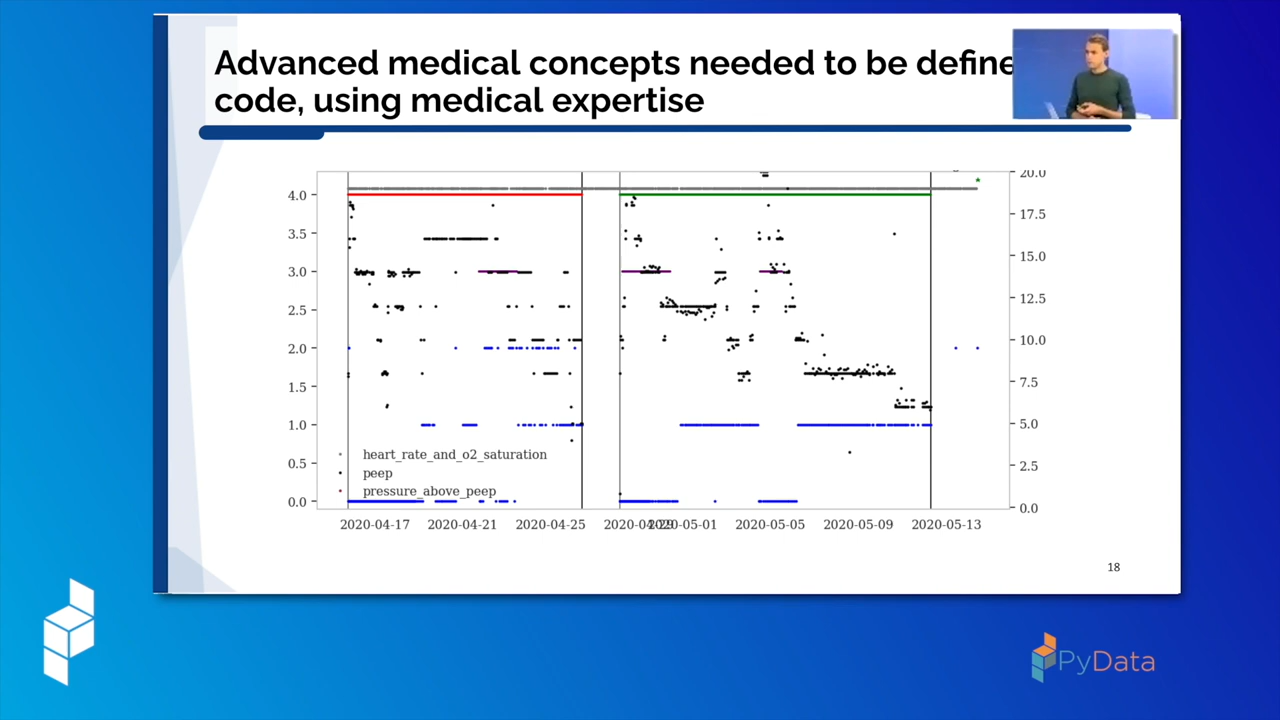 Advanced medical concepts needed to be define
code, using medical expertise
4.0
3.5
3.0
2.5
2.0
1.5
1.0
0.5
0.0
20.0
17.5
15.0
12.5
10.0
7.5
5.0
2.5
0.0
heart_rate_and_o2_saturation
peep
pressure_above_peep
2020-04-17 2020-04-21 2020-04-25 2020-04-29 2020-05-01 2020-05-05 2020-05-09 2020-05-13
18
PyData